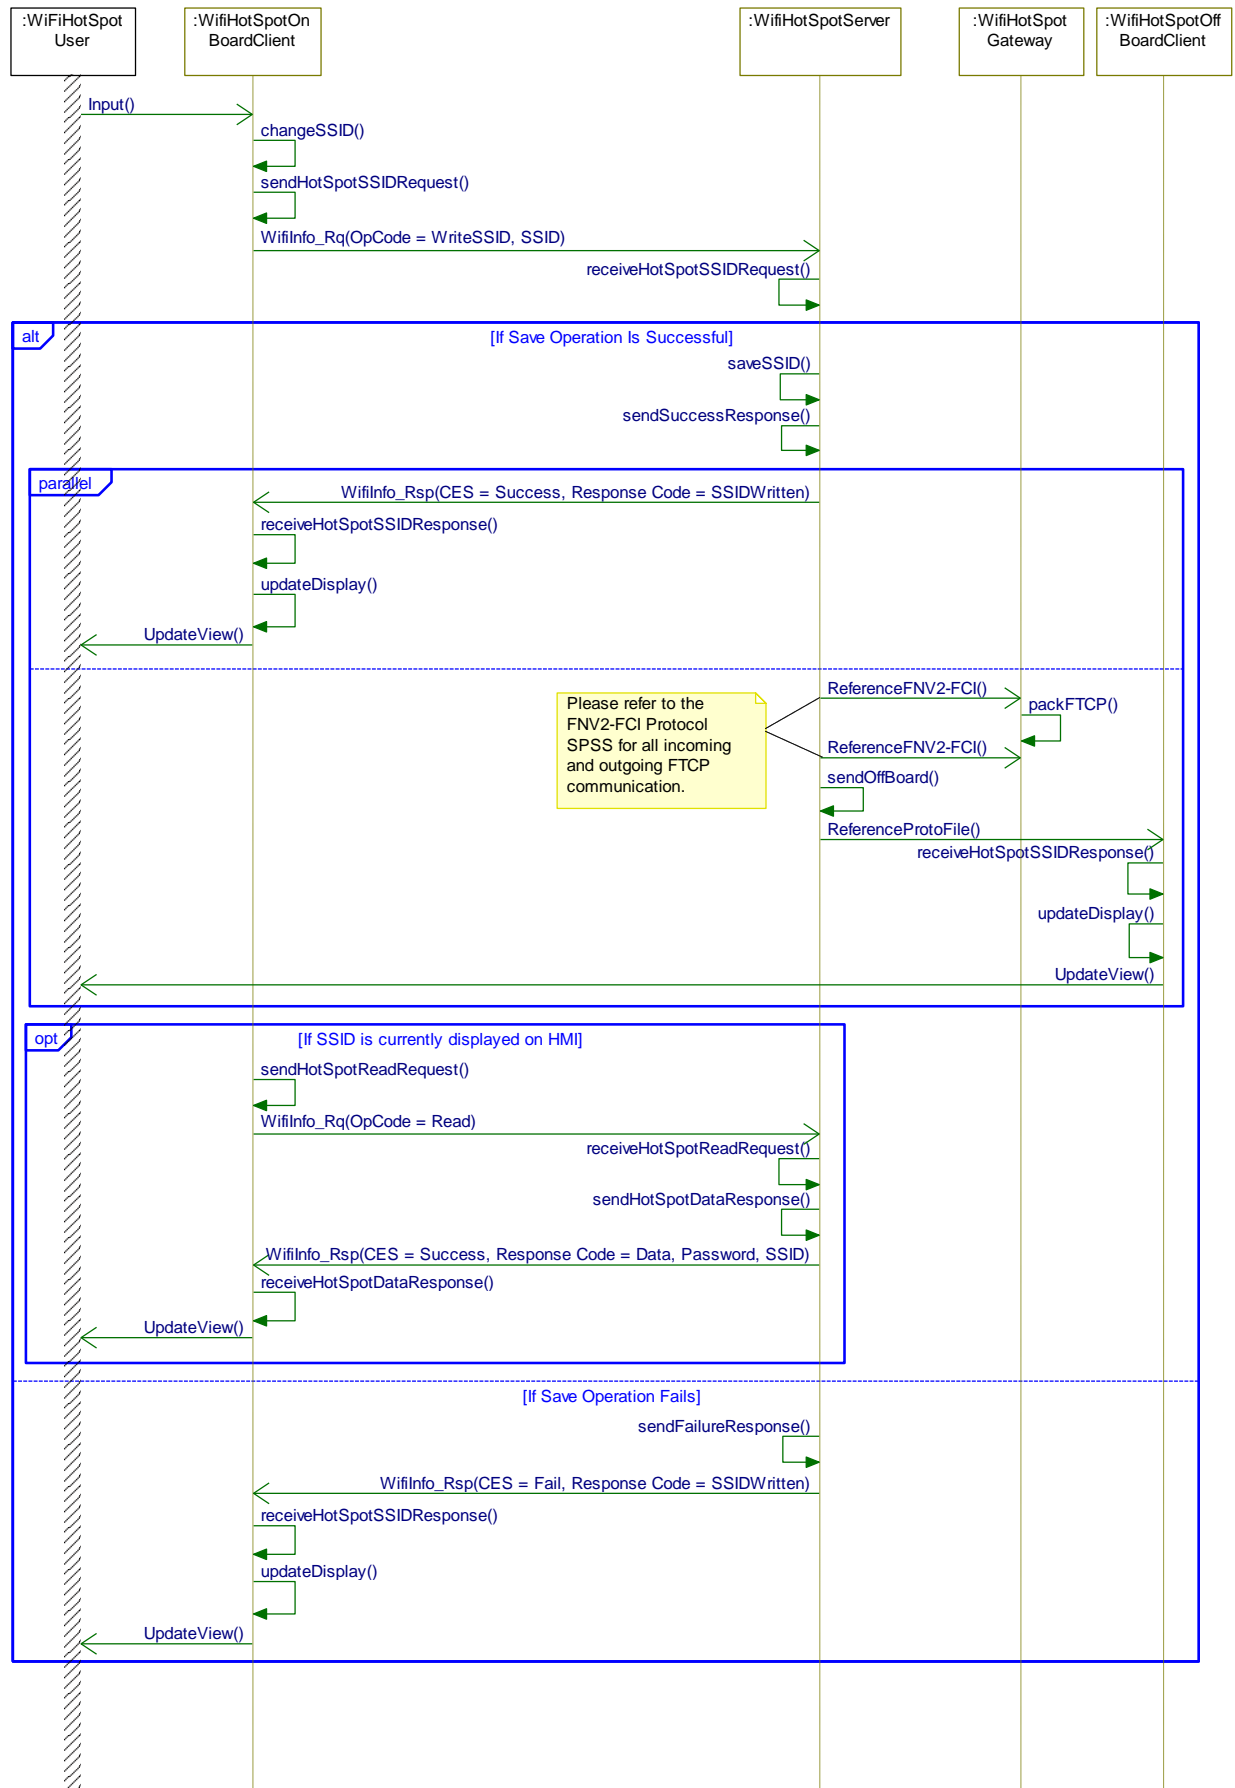 :WiFiHotSpot
User
:WifiHotSpotOn
BoardClient
:WifiHotSpotServer
:WifiHotSpot
Gateway
:WifiHotSpotOff
BoardClient
Input()
changeSSID()
sendHotSpotSSIDRequest()
WifiInfo_Rq(OpCode = WriteSSID, SSID)
receiveHotSpotSSIDRequest()
alt
[If Save Operation Is Successful]
saveSSID()
sendSuccessResponse()
parallel
WifiInfo_Rsp(CES = Success, Response Code = SSIDWritten)
receiveHotSpotSSIDResponse()
updateDisplay()
UpdateView()
ReferenceFNV2-FCI()
Please refer to the
FNV2-FCI Protocol
SPSS for all incoming
and outgoing FTCP
communication.
packFTCP()
ReferenceFNV2-FCI()
sendOffBoard()
ReferenceProtoFile()
receiveHotSpotSSIDResponse()
updateDisplay()
UpdateView()
opt
[If SSID is currently displayed on HMI]
sendHotSpotReadRequest()
WifiInfo_Rq(OpCode = Read)
receiveHotSpotReadRequest()
sendHotSpotDataResponse()
WifiInfo_Rsp(CES = Success, Response Code = Data, Password, SSID)
receiveHotSpotDataResponse()
UpdateView()
[If Save Operation Fails]
sendFailureResponse()
WifiInfo_Rsp(CES = Fail, Response Code = SSIDWritten)
receiveHotSpotSSIDResponse()
updateDisplay()
UpdateView()